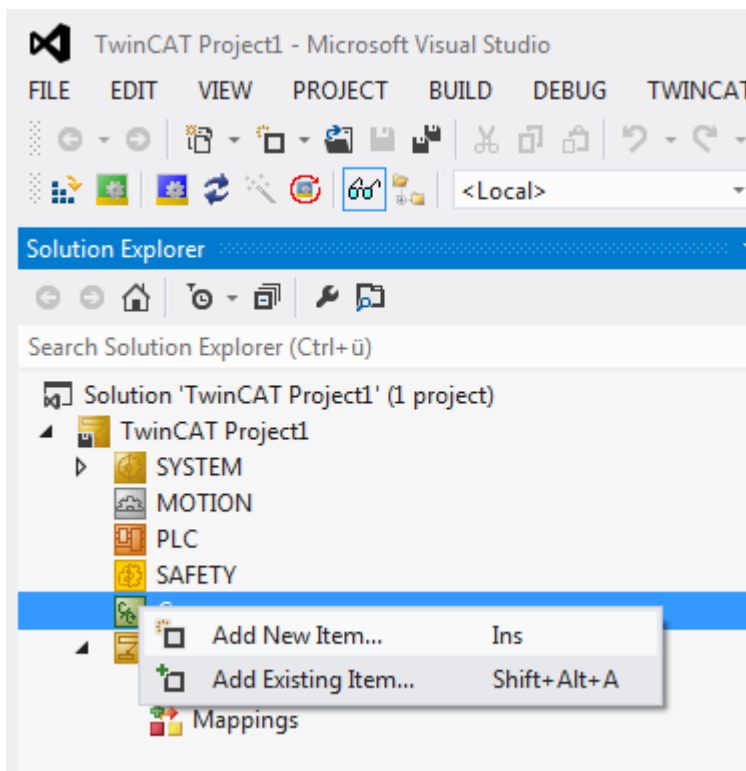 TwinCAT Project1 - Microsoft Visual Studio
FILE EDIT VIEW PROJECT BUILD DEBUG TWINCAT
<Local>
Solution Explorer
Search Solution Explorer (Ctrl+ü)
Solution 'TwinCAT Project1' (1 project)
TwinCAT Project1
SYSTEM
MOTION
PLC
SAFETY
Add New Item... Ins
Add Existing Item... Shift+Alt+A
Mappings